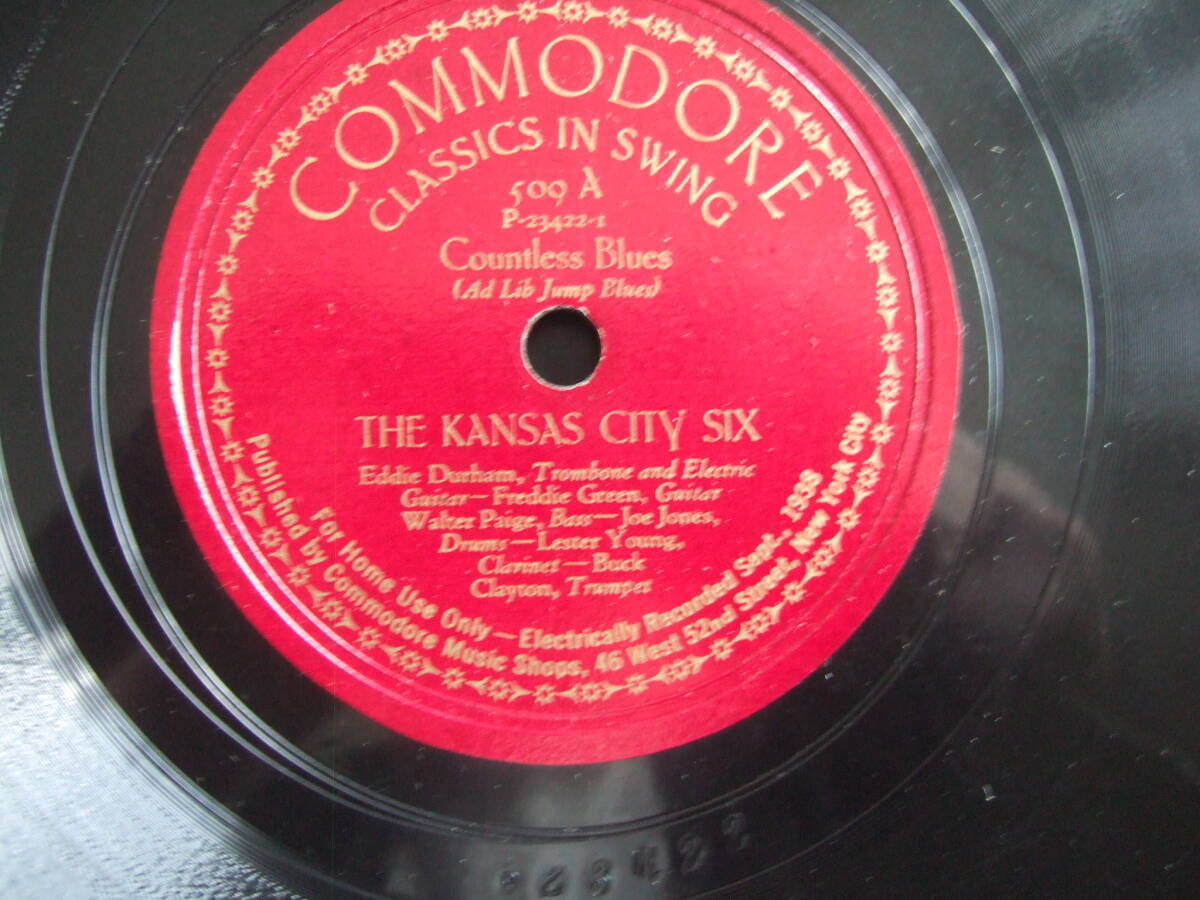 COMMODORE
CLASSICS IN SWING
509 A
P-23422-1
Countless Blues
(Ad Lib Jump Blues)
THE KANSAS CITY SIX
Eddie Durham, Trombone and Electric
Guitar—Freddie Green, Guitar
Walter Paige, Bass—Joe Jones,
Drums—Lester Young,
Clarinet—Buck
Clayton, Trumpet
For Home Use Only—Electrically Recorded Sept., 1938
Published by Commodore Music Shops, 46 West 52nd Street, New York City